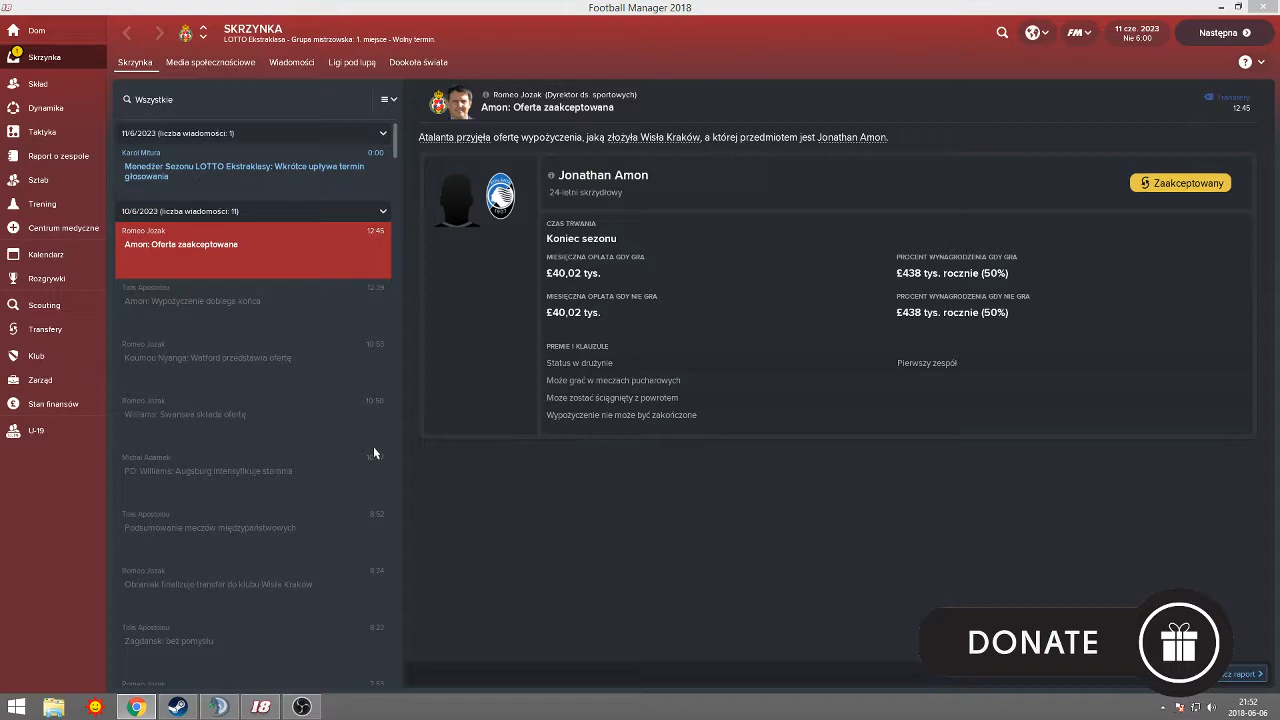 Football Manager 2018
Dom
Skrzynka
Skład
Dynamika
Taktyka
Raport o zespole
Sztab
Trening
Centrum medyczne
Kalendarz
Rozgrywki
Scouting
Transfery
Klub
Zarząd
Stan finansów
U-19
SKRZYNKA
LOTTO Ekstraklasa - Grupa mistrzowska: 1. miejsce - Wolny termin.
FM
11 cze. 2023
Nie 6:00
Następna
Skrzynka Media społecznościowe Wiadomości Ligi pod lupą Dookoła świata
Wszystkie
11/6/2023 (liczba wiadomości: 1)
Karol Mitura 0:00
Menedżer Sezonu LOTTO Ekstraklasy: Wkrótce upływa termin
głosowania
10/6/2023 (liczba wiadomości: 11)
Romeo Jozak 12:45
Amon: Oferta zaakceptowana
Tolis Apostolou 12:39
Amon: Wypożyczenie dobiega końca
Romeo Jozak 10:53
Koumou Nyanga: Watford przedstawia ofertę
Romeo Jozak 10:50
Williams: Swansea składa ofertę
Michał Adamek
PD: Williams: Augsburg intensyfikuje starania
Tolis Apostolou 8:52
Podsumowanie meczów międzypaństwowych
Romeo Jozak 8:24
Obraniak finalizuje transfer do klubu Wisła Kraków
Tolis Apostolou 8:23
Zagdański bez pomysłu
Romeo Jozak 7:53
Romeo Jozak (Dyrektor ds. sportowych)
Amon: Oferta zaakceptowana
Transfery
12:45
Atalanta przyjęła ofertę wypożyczenia, jaką złożyła Wisła Kraków, a której przedmiotem jest Jonathan Amon.
Jonathan Amon
24-letni skrzydłowy
Zaakceptowany
CZAS TRWANIA
Koniec sezonu
MIESIĘCZNA OPŁATA GDY GRA PROCENT WYNAGRODZENIA GDY GRA
£40,02 tys. £438 tys. rocznie (50%)
MIESIĘCZNA OPŁATA GDY NIE GRA PROCENT WYNAGRODZENIA GDY NIE GRA
£40,02 tys. £438 tys. rocznie (50%)
PREMIE I KLAUZULE
Status w drużynie Pierwszy zespół
Może grać w meczach pucharowych
Może zostać ściągnięty z powrotem
Wypożyczenie nie może być zakończone
DONATE
raport
18
21:52
2018-06-06